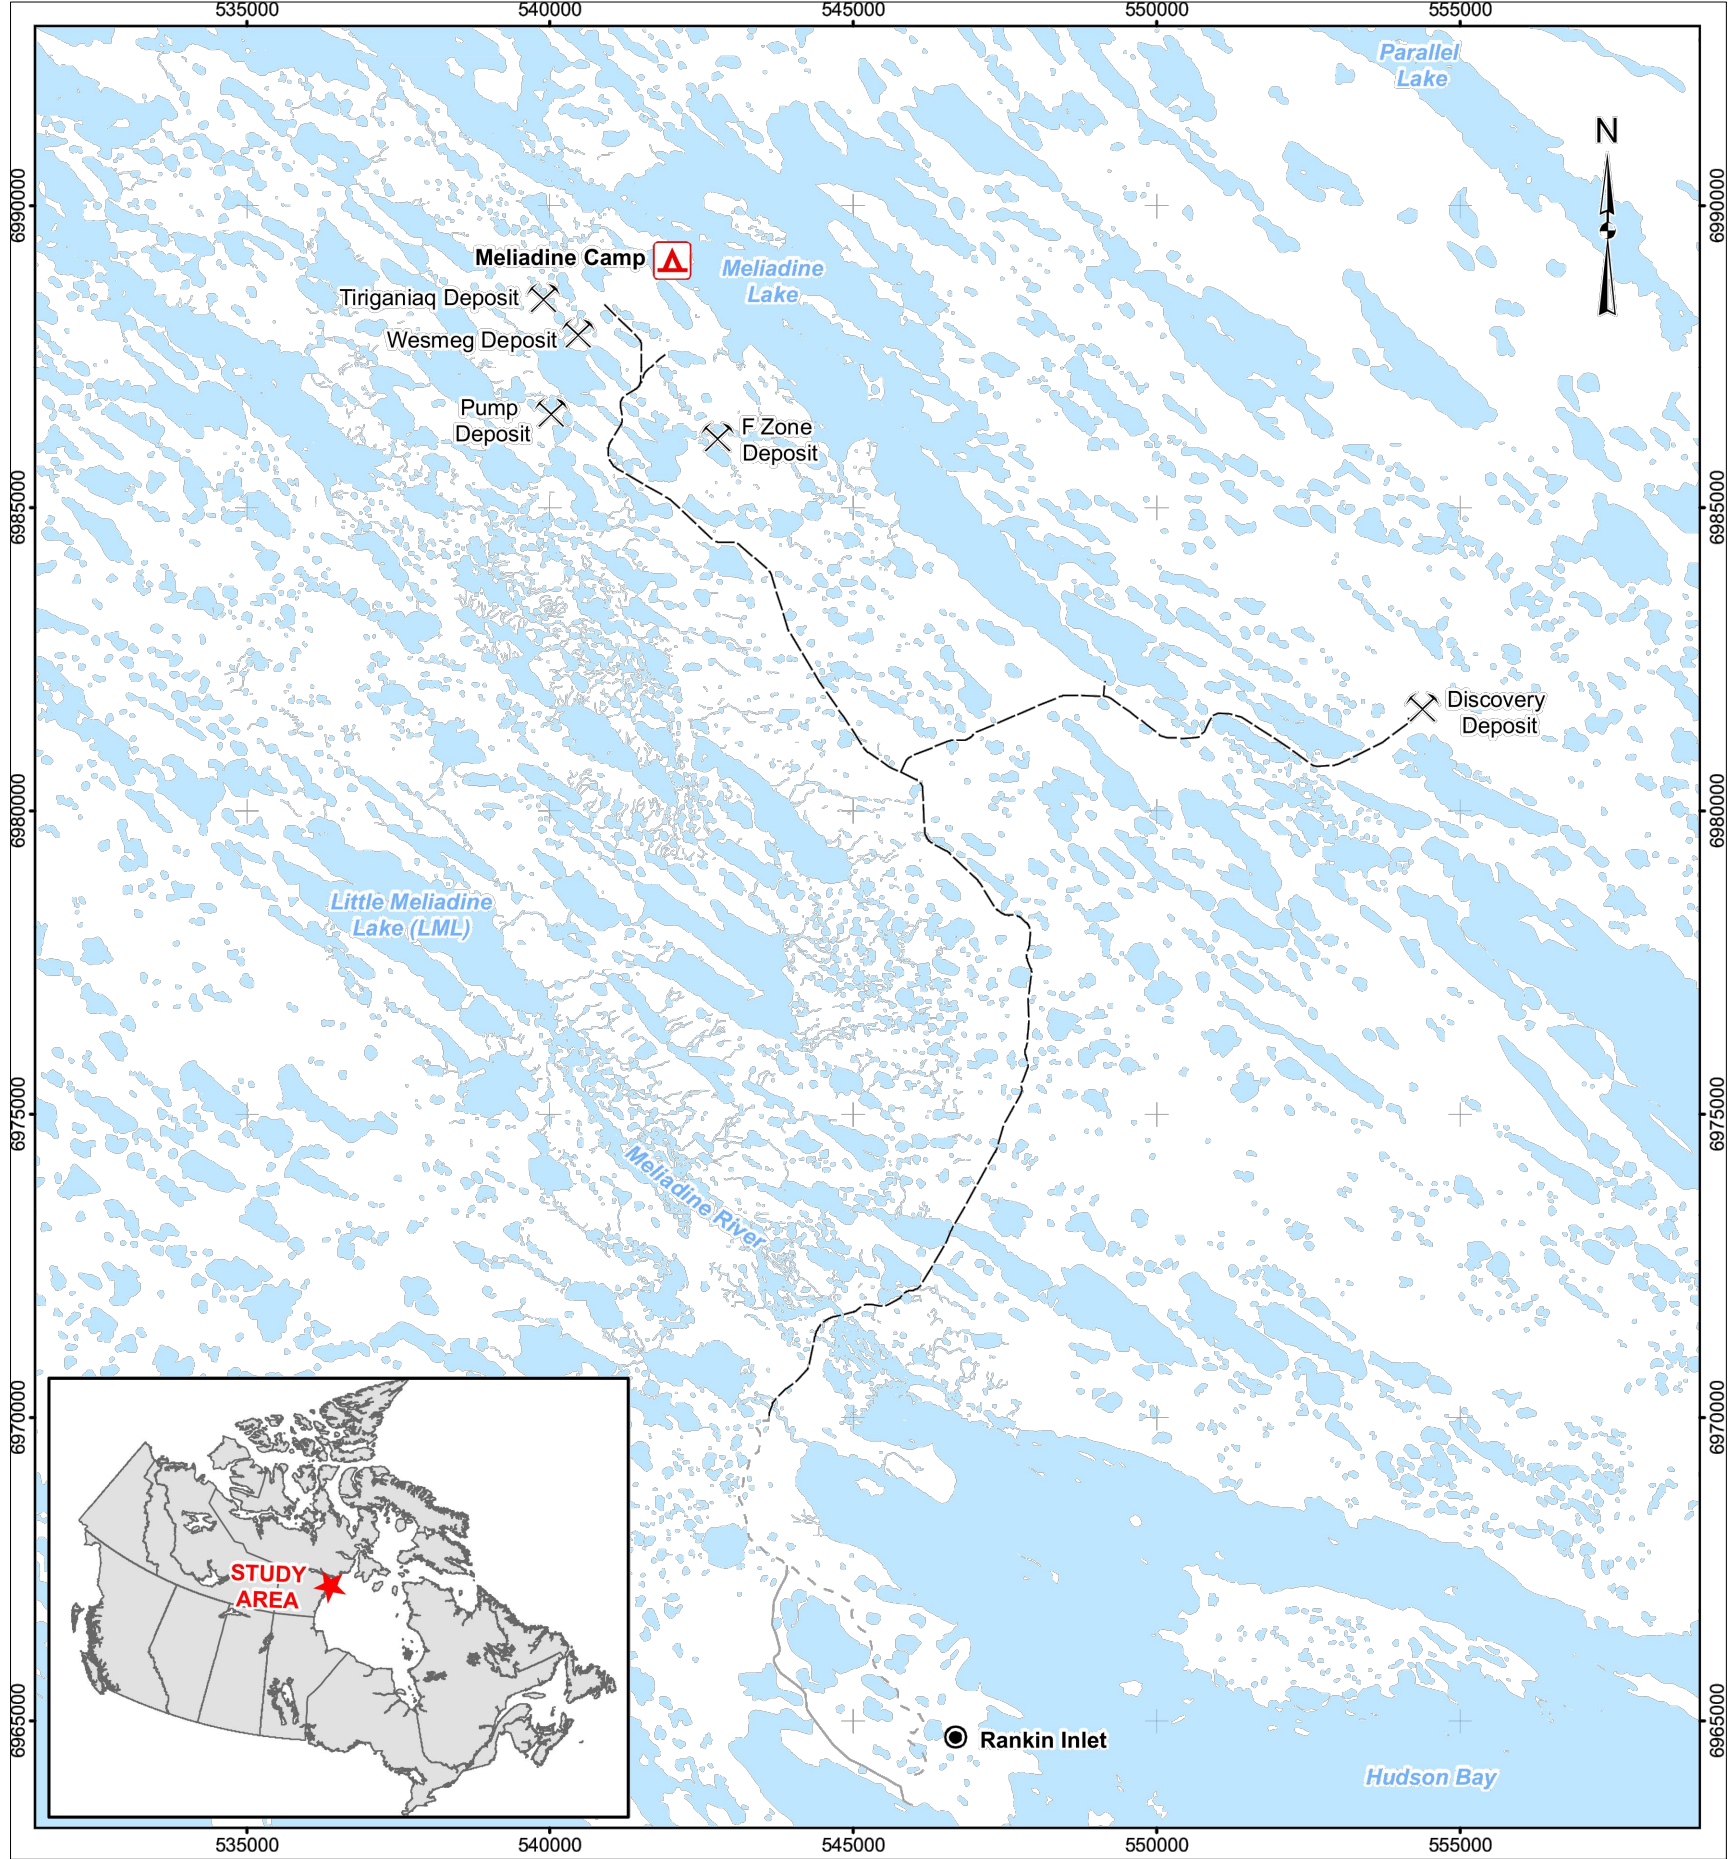 535000
540000
545000
550000
555000
Parallel
Lake
N
6990000
6990000
Meliadine Camp
Meliadine
Lake
Tiriganiaq Deposit
Wesmeg Deposit
Pump
Deposit
F Zone
Deposit
6985000
6985000
Discovery
Deposit
6980000
6980000
Little Meliadine
Lake (LML)
6975000
6975000
Meliadine River
6970000
6970000
STUDY
AREA
6965000
6965000
Rankin Inlet
Hudson Bay
535000
540000
545000
550000
555000